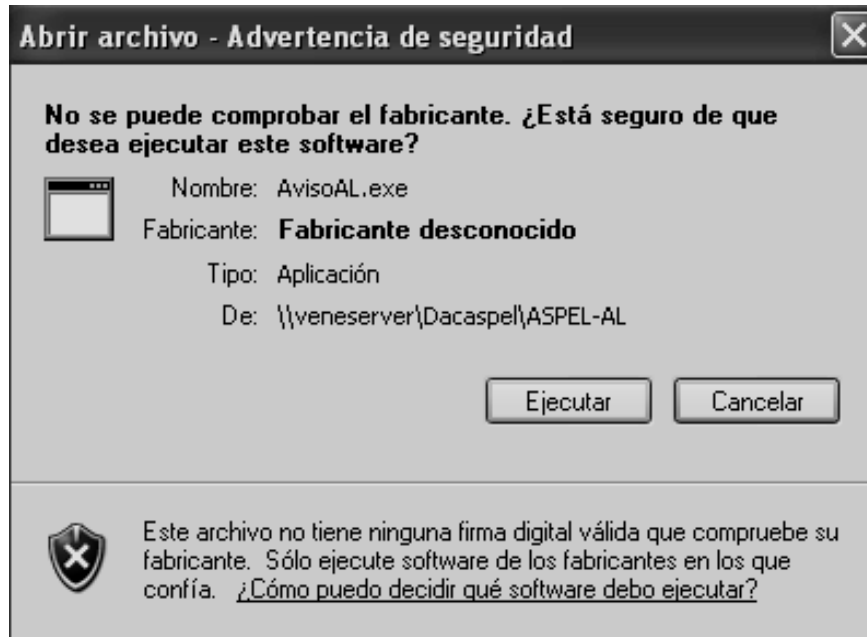 Abrir archivo - Advertencia de seguridad
No se puede comprobar el fabricante. ¿Está seguro de que
desea ejecutar este software?
Nombre: AvisoAL.exe
Fabricante: Fabricante desconocido
Tipo: Aplicación
De: \\veneserver\Dacaspel\ASPEL-AL
Ejecutar Cancelar
Este archivo no tiene ninguna firma digital válida que compruebe su
fabricante. Sólo ejecute software de los fabricantes en los que
confía. ¿Cómo puedo decidir qué software debo ejecutar?